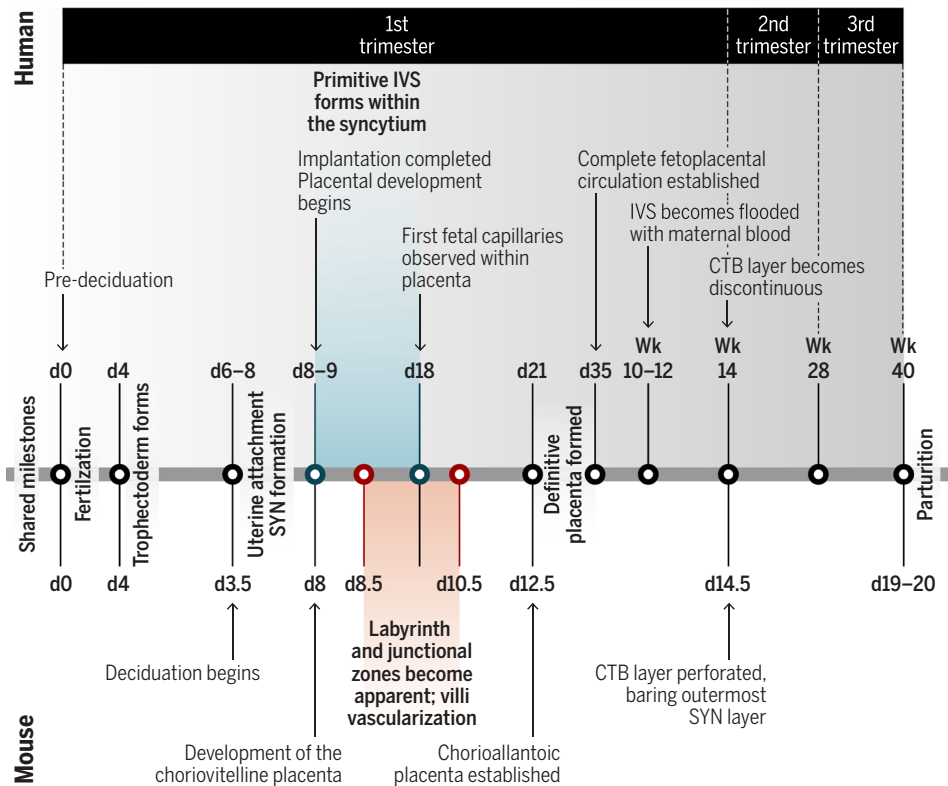 Human
1st
trimester
2nd
trimester
3rd
trimester
Primitive IVS
forms within
the syncytium
Implantation completed
Placental development
begins
Complete fetoplacental
circulation established
IVS becomes flooded
with maternal blood
First fetal capillaries
observed within
placenta
CTB layer becomes
discontinuous
Pre-deciduation
d0
d4
d6–8
d8–9
d18
d21
d35
Wk
10–12
Wk
14
Wk
28
Wk
40
Shared milestones
Fertilzation
Trophectoderm forms
Uterine attachment
SYN formation
Definitive
placenta formed
Parturition
d0
d4
d3.5
d8
d8.5
d10.5
d12.5
d14.5
d19–20
Deciduation begins
Labyrinth
and junctional
zones become
apparent; villi
vascularization
CTB layer perforated,
baring outermost
SYN layer
Development of the
choriovitelline placenta
Chorioallantoic
placenta established
Mouse